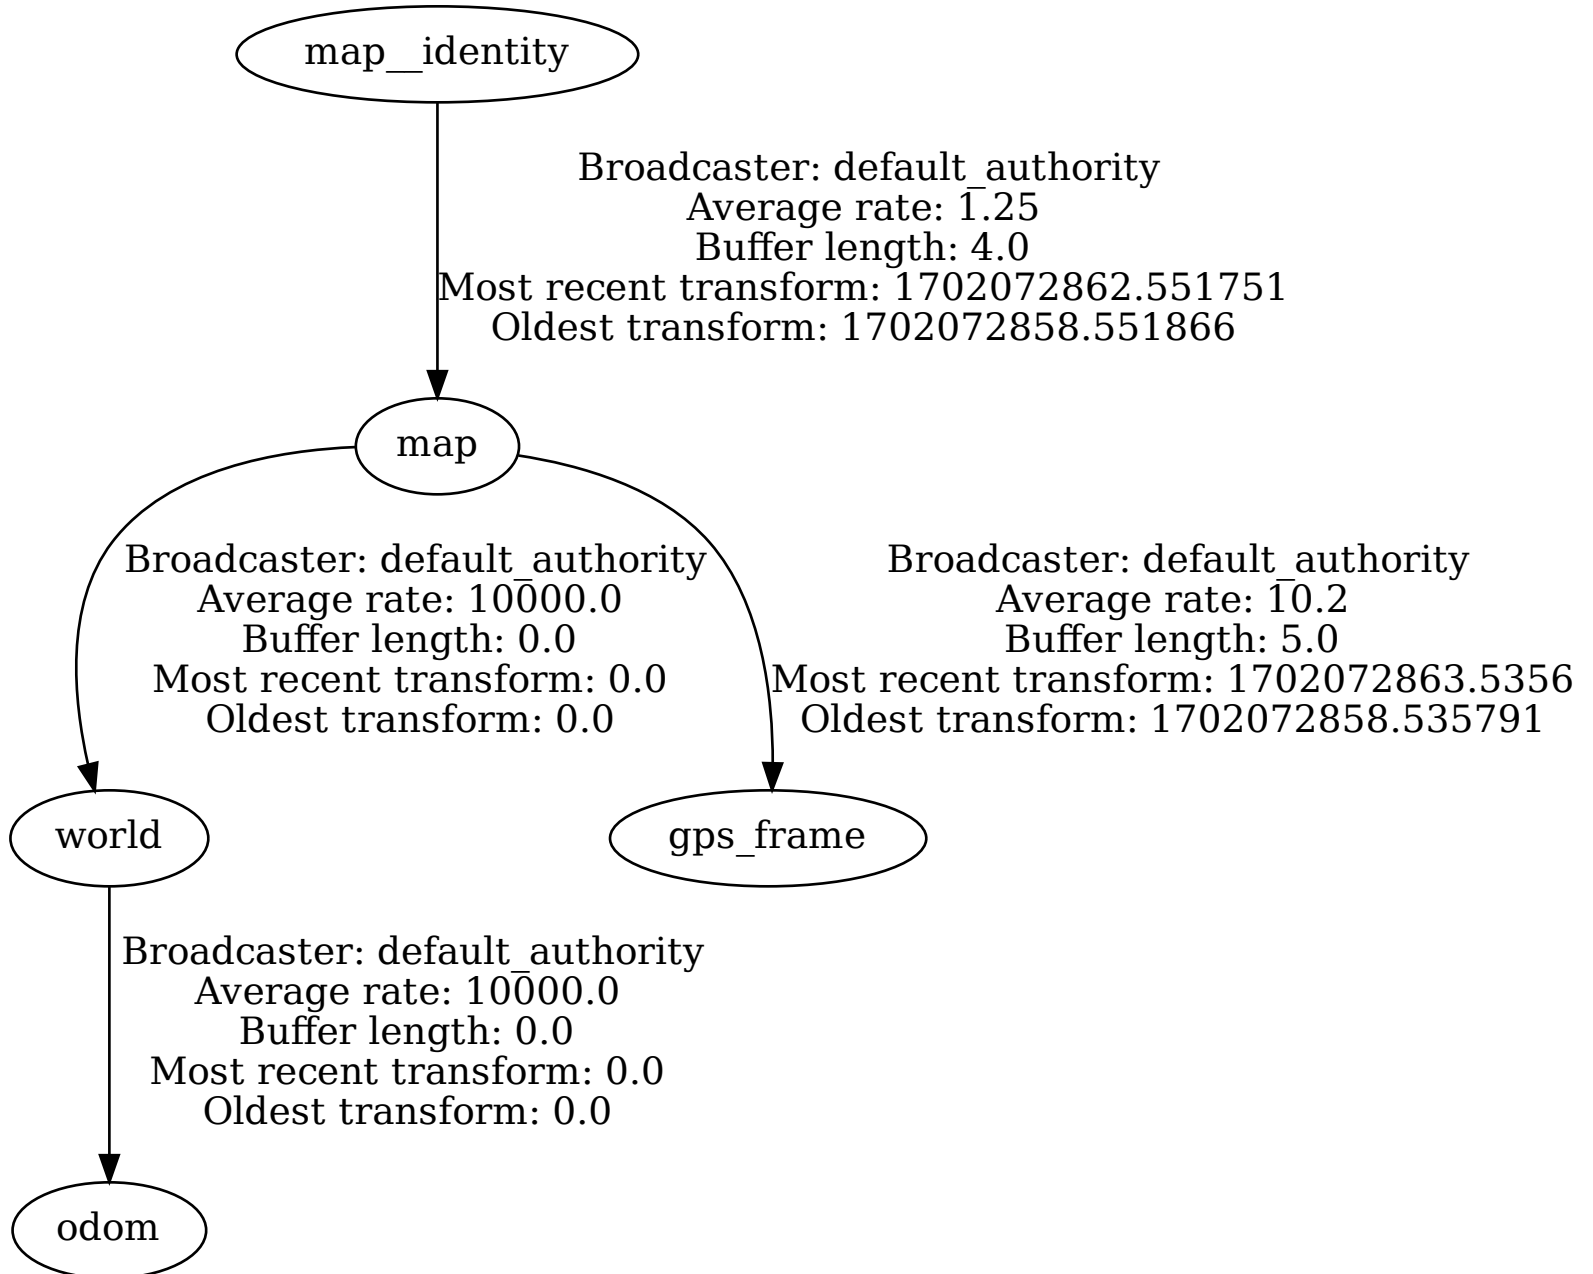 map__identity
Broadcaster: default_authority
Average rate: 1.25
Buffer length: 4.0
Most recent transform: 1702072862.551751
Oldest transform: 1702072858.551866
map
Broadcaster: default_authority
Average rate: 10000.0
Buffer length: 0.0
Most recent transform: 0.0
Oldest transform: 0.0
Broadcaster: default_authority
Average rate: 10.2
Buffer length: 5.0
Most recent transform: 1702072863.5356
Oldest transform: 1702072858.535791
world
gps_frame
Broadcaster: default_authority
Average rate: 10000.0
Buffer length: 0.0
Most recent transform: 0.0
Oldest transform: 0.0
odom